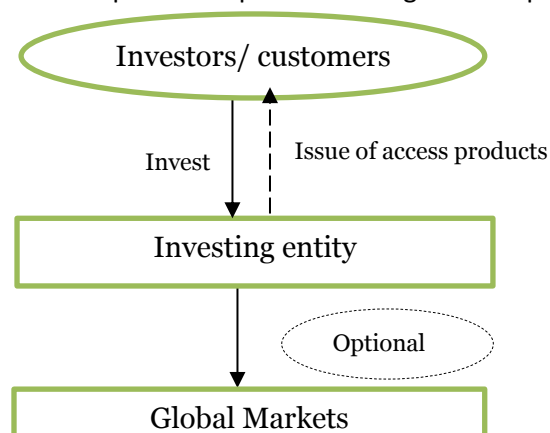 Investors/ customers
Issue of access products
Invest
Investing entity
Optional
Global Markets